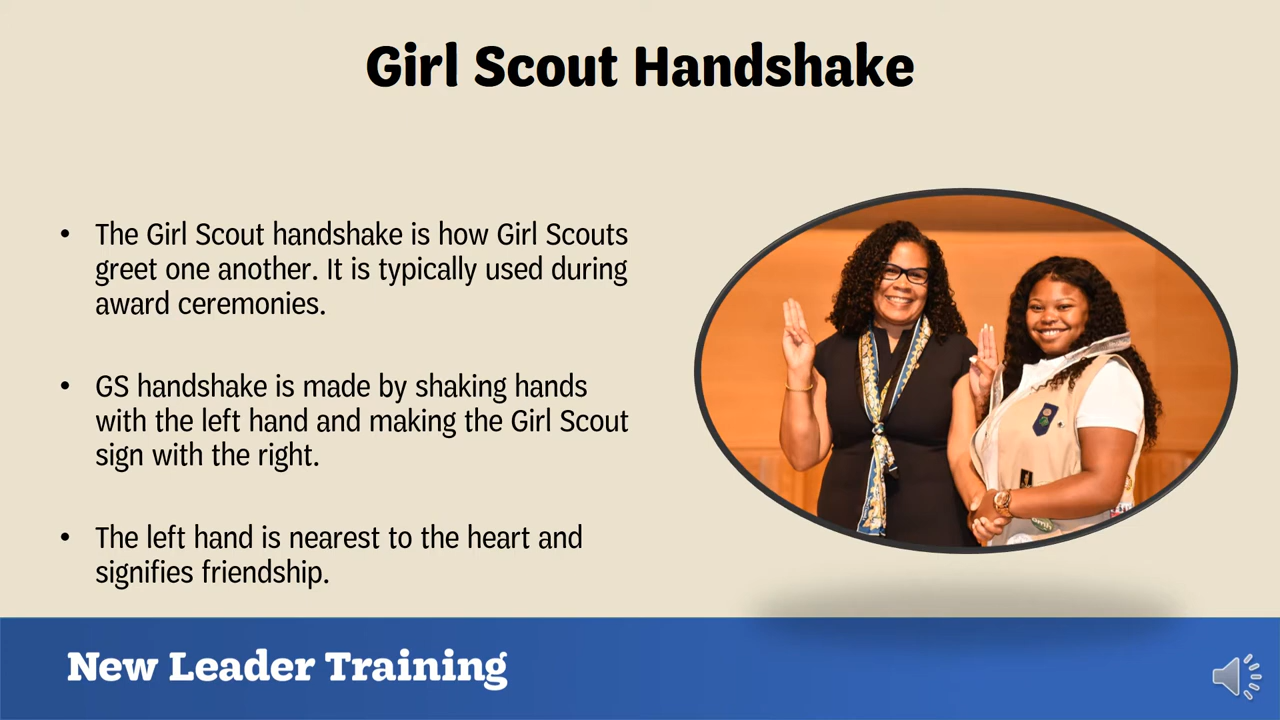 Girl Scout Handshake
• The Girl Scout handshake is how Girl Scouts
greet one another. It is typically used during
award ceremonies.
• GS handshake is made by shaking hands
with the left hand and making the Girl Scout
sign with the right.
• The left hand is nearest to the heart and
signifies friendship.
New Leader Training